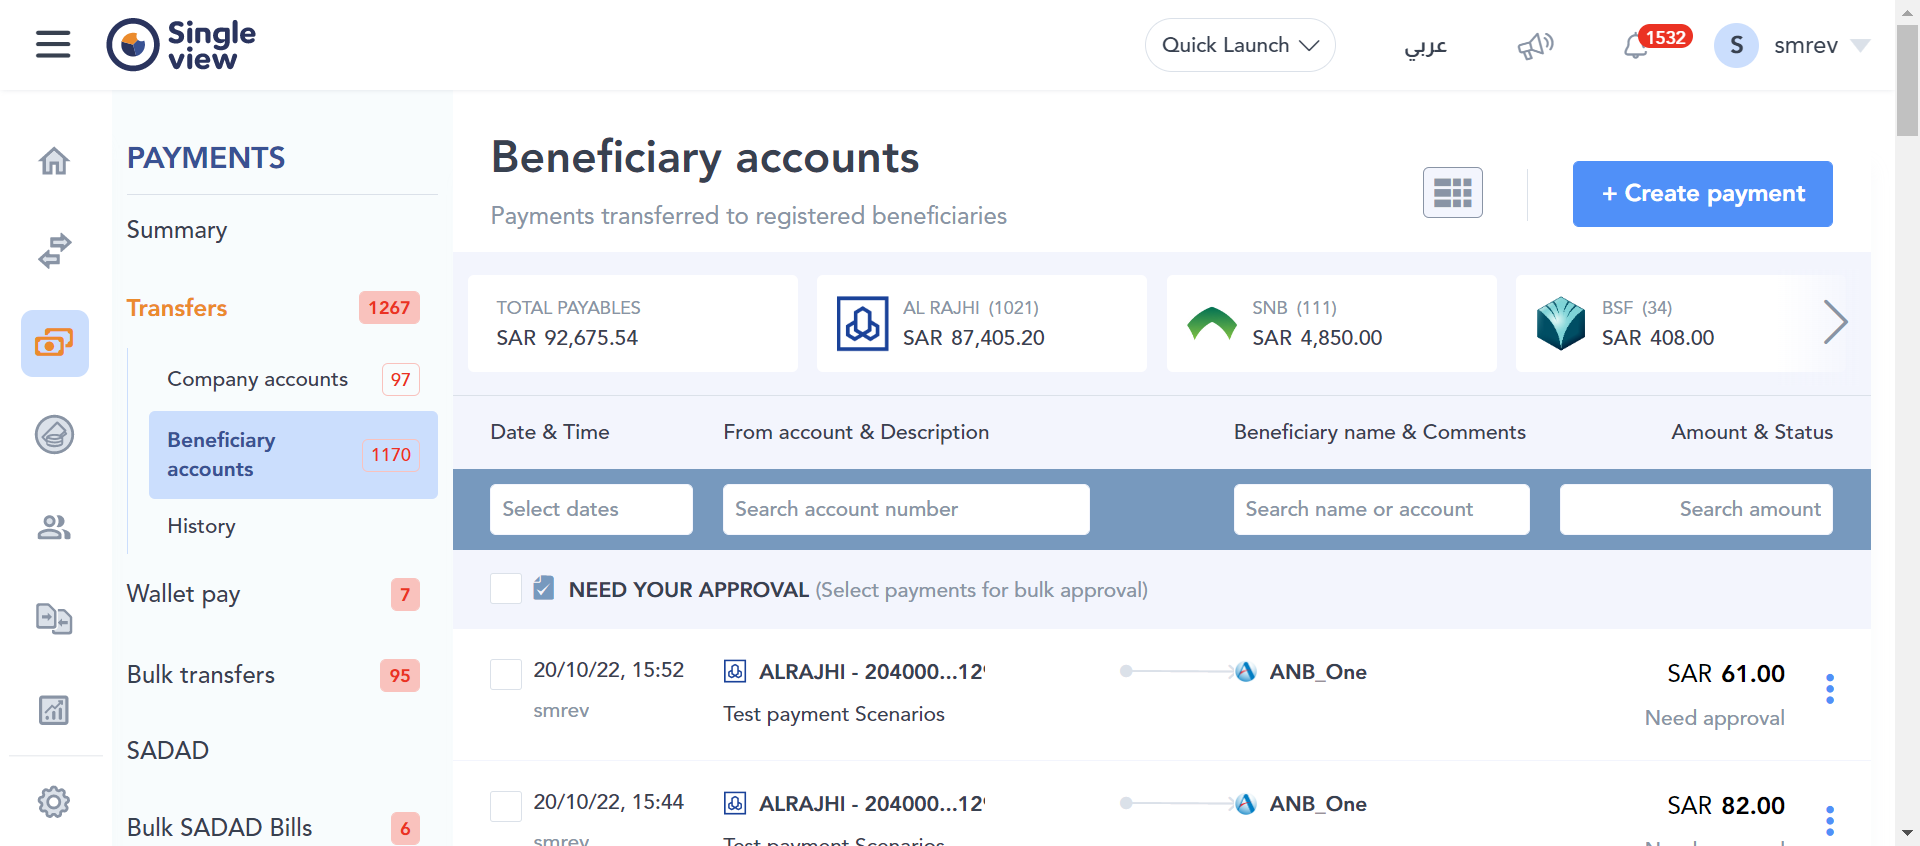 Single
view
Quick Launch
عربي
1532
S
smrev
PAYMENTS
Summary
Transfers
1267
Company accounts
97
Beneficiary
accounts
1170
History
Wallet pay
7
Bulk transfers
95
SADAD
Bulk SADAD Bills
6
Beneficiary accounts
Payments transferred to registered beneficiaries
+ Create payment
TOTAL PAYABLES
SAR 92,675.54
AL RAJHI (1021)
SAR 87,405.20
SNB (111)
SAR 4,850.00
BSF (34)
SAR 408.00
Date & Time
From account & Description
Beneficiary name & Comments
Amount & Status
Select dates
Search account number
Search name or account
Search amount
NEED YOUR APPROVAL (Select payments for bulk approval)
20/10/22, 15:52
ALRAJHI - 204000...12
ANB_One
SAR 61.00
smrev
Test payment Scenarios
Need approval
20/10/22, 15:44
ALRAJHI - 204000...12
ANB_One
SAR 82.00
smrev
Test payment Scenarios
Need approval